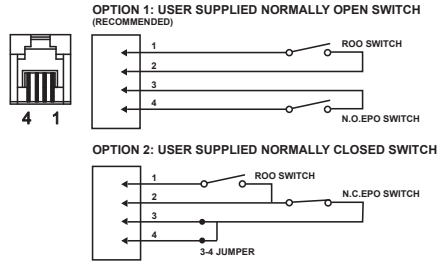 OPTION 1: USER SUPPLIED NORMALLY OPEN SWITCH
(RECOMMENDED)
1
ROO SWITCH
2
3
4
N.O.EPO SWITCH
4 1
OPTION 2: USER SUPPLIED NORMALLY CLOSED SWITCH
1
ROO SWITCH
2
N.C.EPO SWITCH
3
4
3-4 JUMPER